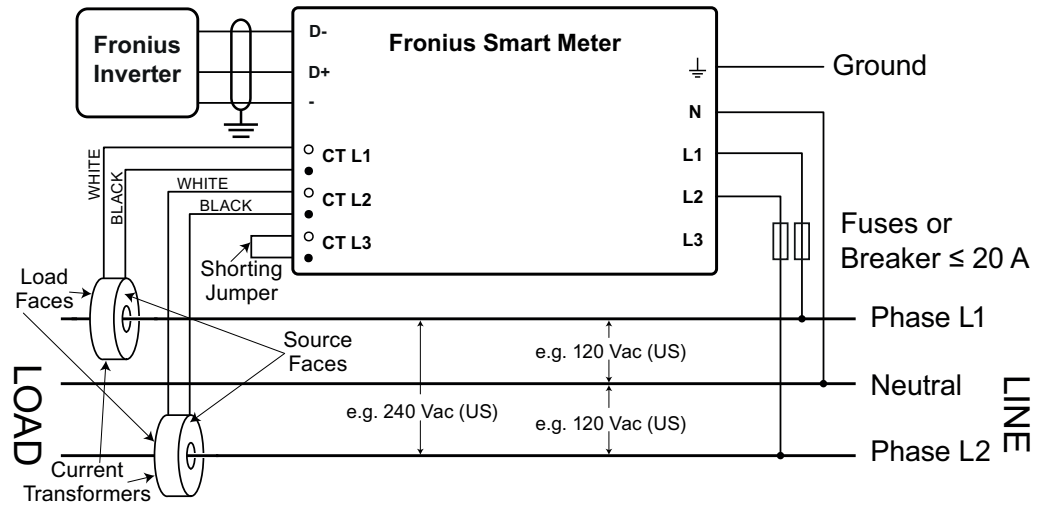 Fronius
Inverter
D-
D+
-
Fronius Smart Meter
Ground
N
CT L1
L1
WHITE
BLACK
WHITE
CT L2
L2
BLACK
CT L3
L3
Shorting
Jumper
Fuses or
Breaker ≤ 20 A
Load
Faces
Source
Faces
Phase L1
e.g. 120 Vac (US)
Neutral
e.g. 240 Vac (US)
e.g. 120 Vac (US)
Phase L2
LOAD
LINE
Current
Transformers